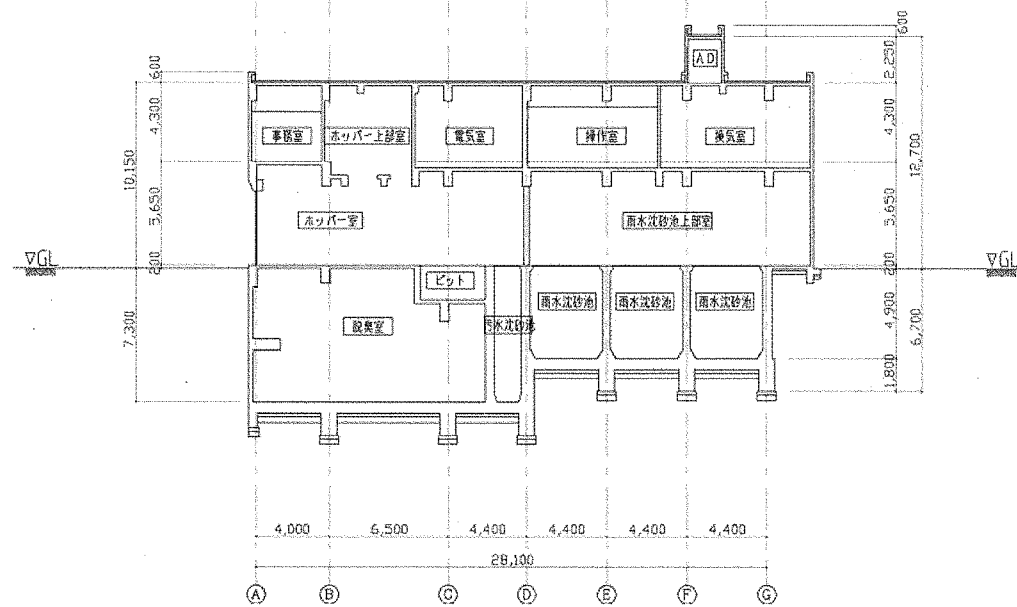 600
600
2,250
AD
4,300
事務室
ホッパー上部室
電気室
操作室
換気室
4,300
10,150
12,700
5,650
ホッパー室
雨水沈砂池上部室
5,650
▽GL
200
200
▽GL
ピット
7,300
脱臭室
汚水沈砂池
雨水沈砂池
雨水沈砂池
雨水沈砂池
4,900
6,700
1,800
4,000
6,500
4,400
4,400
4,400
4,400
28,100
A
B
C
D
E
F
G